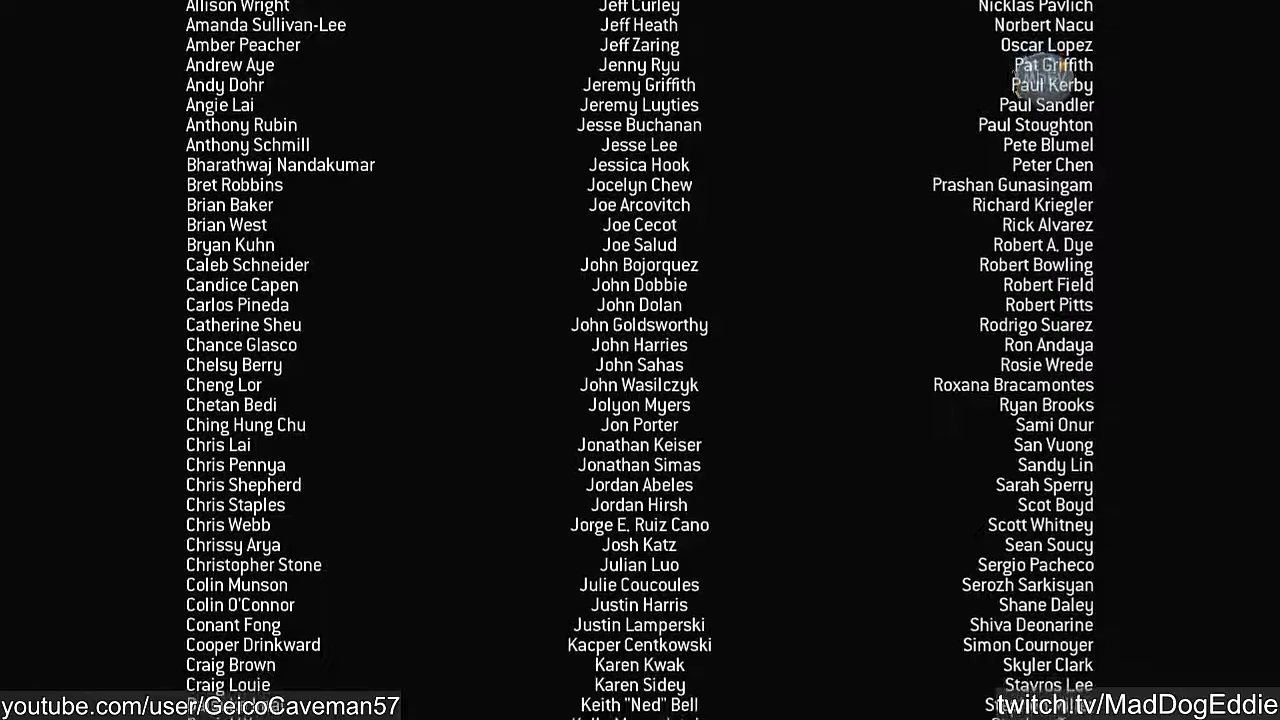 Allison Wright
Amanda Sullivan-Lee
Amber Peacher
Andrew Aye
Andy Dohr
Angie Lai
Anthony Rubin
Anthony Schmill
Bharathwaj Nandakumar
Bret Robbins
Brian Baker
Brian West
Bryan Kuhn
Caleb Schneider
Candice Capen
Carlos Pineda
Catherine Sheu
Chance Glasco
Chelsy Berry
Cheng Lor
Chetan Bedi
Ching Hung Chu
Chris Lai
Chris Pennya
Chris Shepherd
Chris Staples
Chris Webb
Chrissy Arya
Christopher Stone
Colin Munson
Colin O'Connor
Conant Fong
Cooper Drinkward
Craig Brown
Craig Louie
Jeff Curley
Jeff Heath
Jeff Zaring
Jenny Ryu
Jeremy Griffith
Jeremy Luyties
Jesse Buchanan
Jesse Lee
Jessica Hook
Jocelyn Chew
Joe Arcovitch
Joe Cecot
Joe Salud
John Bojorquez
John Dobbie
John Dolan
John Goldsworthy
John Harries
John Sahas
John Wasilczyk
Jolyon Myers
Jon Porter
Jonathan Keiser
Jonathan Simas
Jordan Abeles
Jordan Hirsh
Jorge E. Ruiz Cano
Josh Katz
Julian Luo
Julie Coucoules
Justin Harris
Justin Lamperski
Kacper Centkowski
Karen Kwak
Karen Sidey
Keith "Ned" Bell
Nicklas Pavlich
Norbert Nacu
Oscar Lopez
Pat Griffith
Paul Kerby
Paul Sandler
Paul Stoughton
Pete Blumel
Peter Chen
Prashan Gunasingam
Richard Kriegler
Rick Alvarez
Robert A. Dye
Robert Bowling
Robert Field
Robert Pitts
Rodrigo Suarez
Ron Andaya
Rosie Wrede
Roxana Bracamontes
Ryan Brooks
Sami Onur
San Vuong
Sandy Lin
Sarah Sperry
Scot Boyd
Scott Whitney
Sean Soucy
Sergio Pacheco
Serozh Sarkisyan
Shane Daley
Shiva Deonarine
Simon Cournoyer
Skyler Clark
Stavros Lee
youtube.com/user/GeicoCaveman57
twitch.tv/MadDogEddie